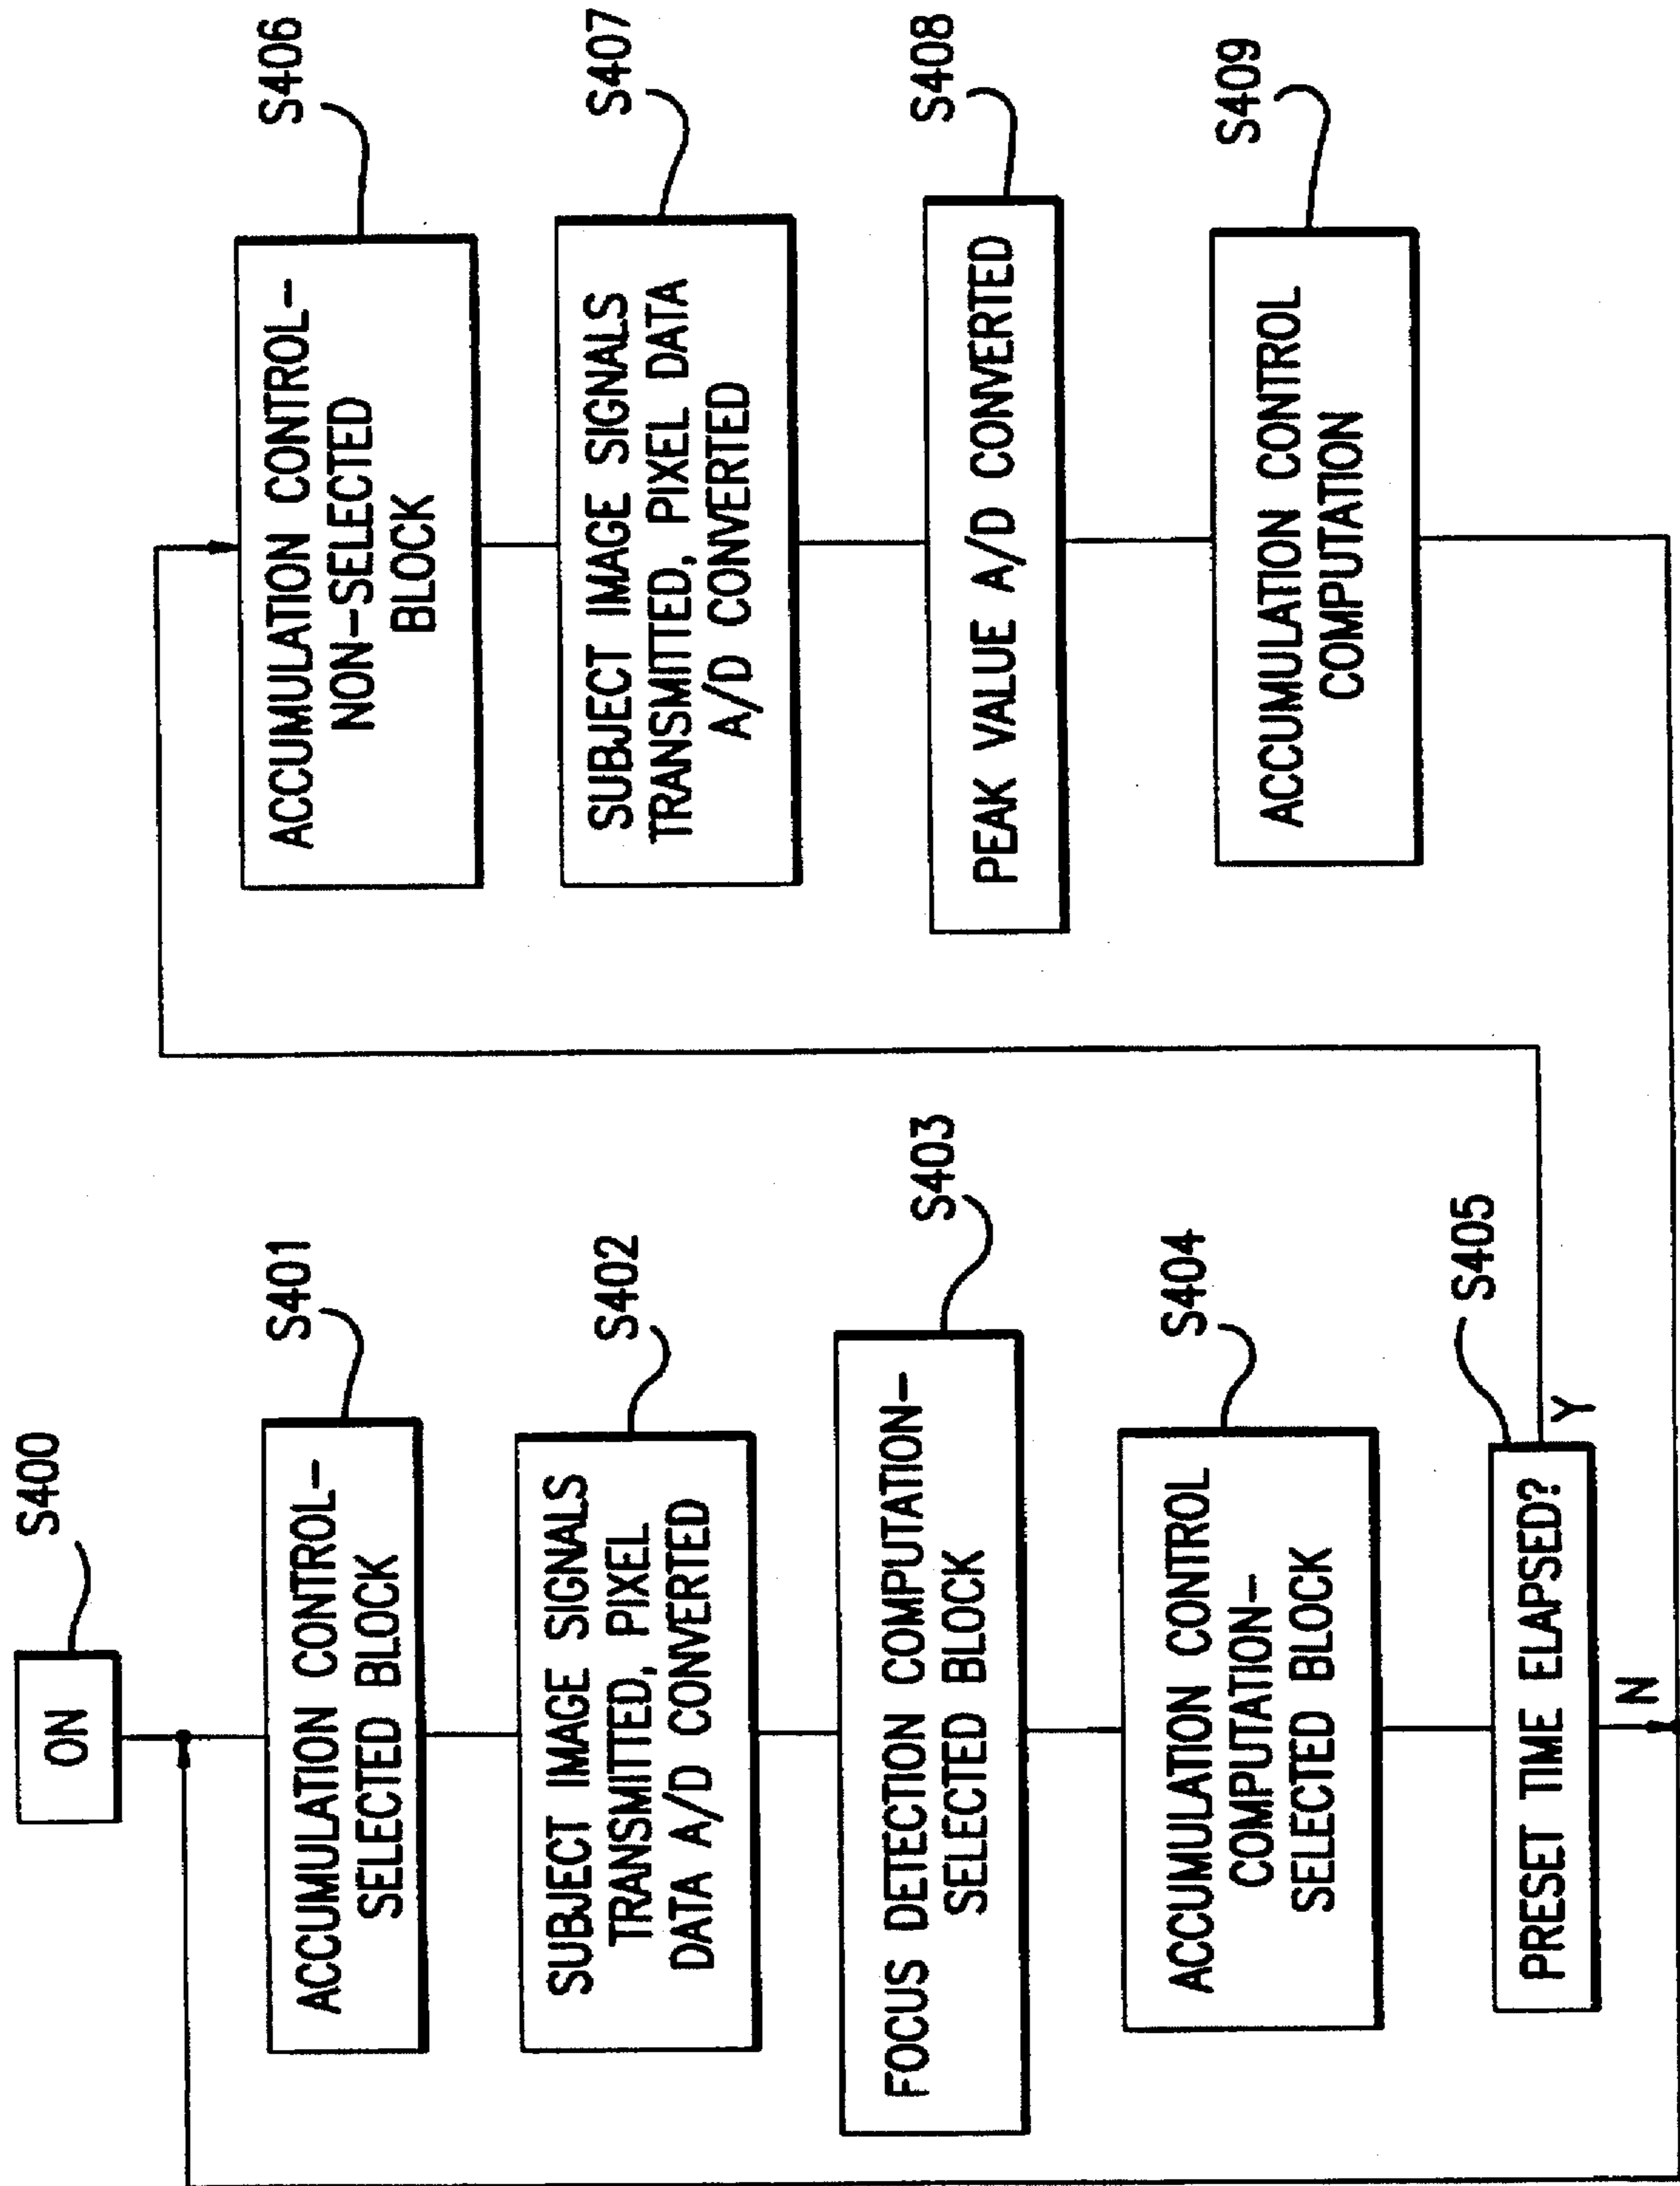 S400
ON
S401
ACCUMULATION CONTROL-
SELECTED BLOCK
S402
SUBJECT IMAGE SIGNALS
TRANSMITTED, PIXEL
DATA A/D CONVERTED
S403
FOCUS DETECTION COMPUTATION-
SELECTED BLOCK
S404
ACCUMULATION CONTROL
COMPUTATION-
SELECTED BLOCK
S405
PRESET TIME ELAPSED?
Y
N
S406
ACCUMULATION CONTROL-
NON-SELECTED
BLOCK
S407
SUBJECT IMAGE SIGNALS
TRANSMITTED, PIXEL DATA
A/D CONVERTED
S408
PEAK VALUE A/D CONVERTED
S409
ACCUMULATION CONTROL
COMPUTATION